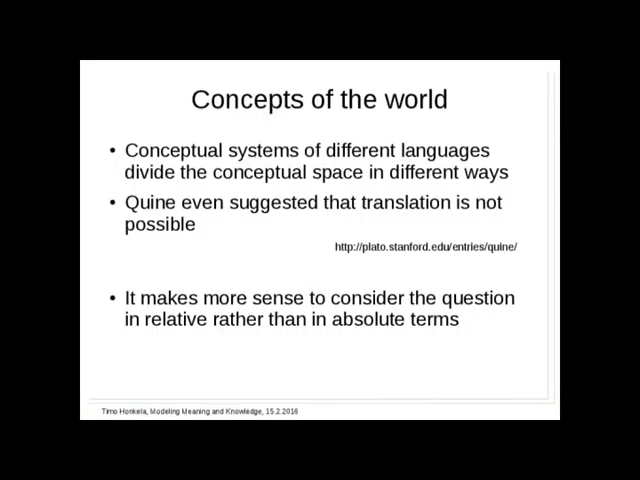 Concepts of the world
• Conceptual systems of different languages
divide the conceptual space in different ways
• Quine even suggested that translation is not
possible
http://plato.stanford.edu/entries/quine/
• It makes more sense to consider the question
in relative rather than in absolute terms
Timo Honkela, Modeling Meaning and Knowledge, 15.2.2016